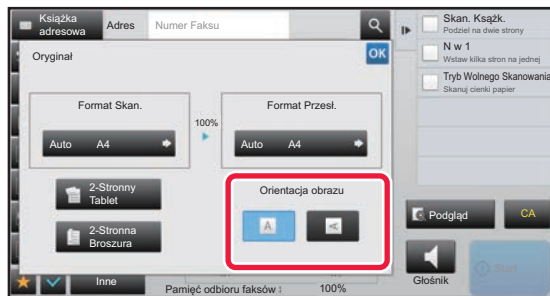 Książka
adresowa
Adres
Numer Faksu
Oryginał
OK
Format Skan.
100%
Format Przesł.
Auto A4
Auto A4
2-Stronny
Tablet
Orientacja obrazu
A
A
2-Stronna
Broszura
Inne
Pamięć odbioru faksów : 100%
Skan. Ksążk.
Podziel na dwie strony
N w 1
Wstaw kilka stron na jednej
Tryb Wolnego Skanowania
Skanuj cienki papier
Podgląd
CA
Głośnik
Start